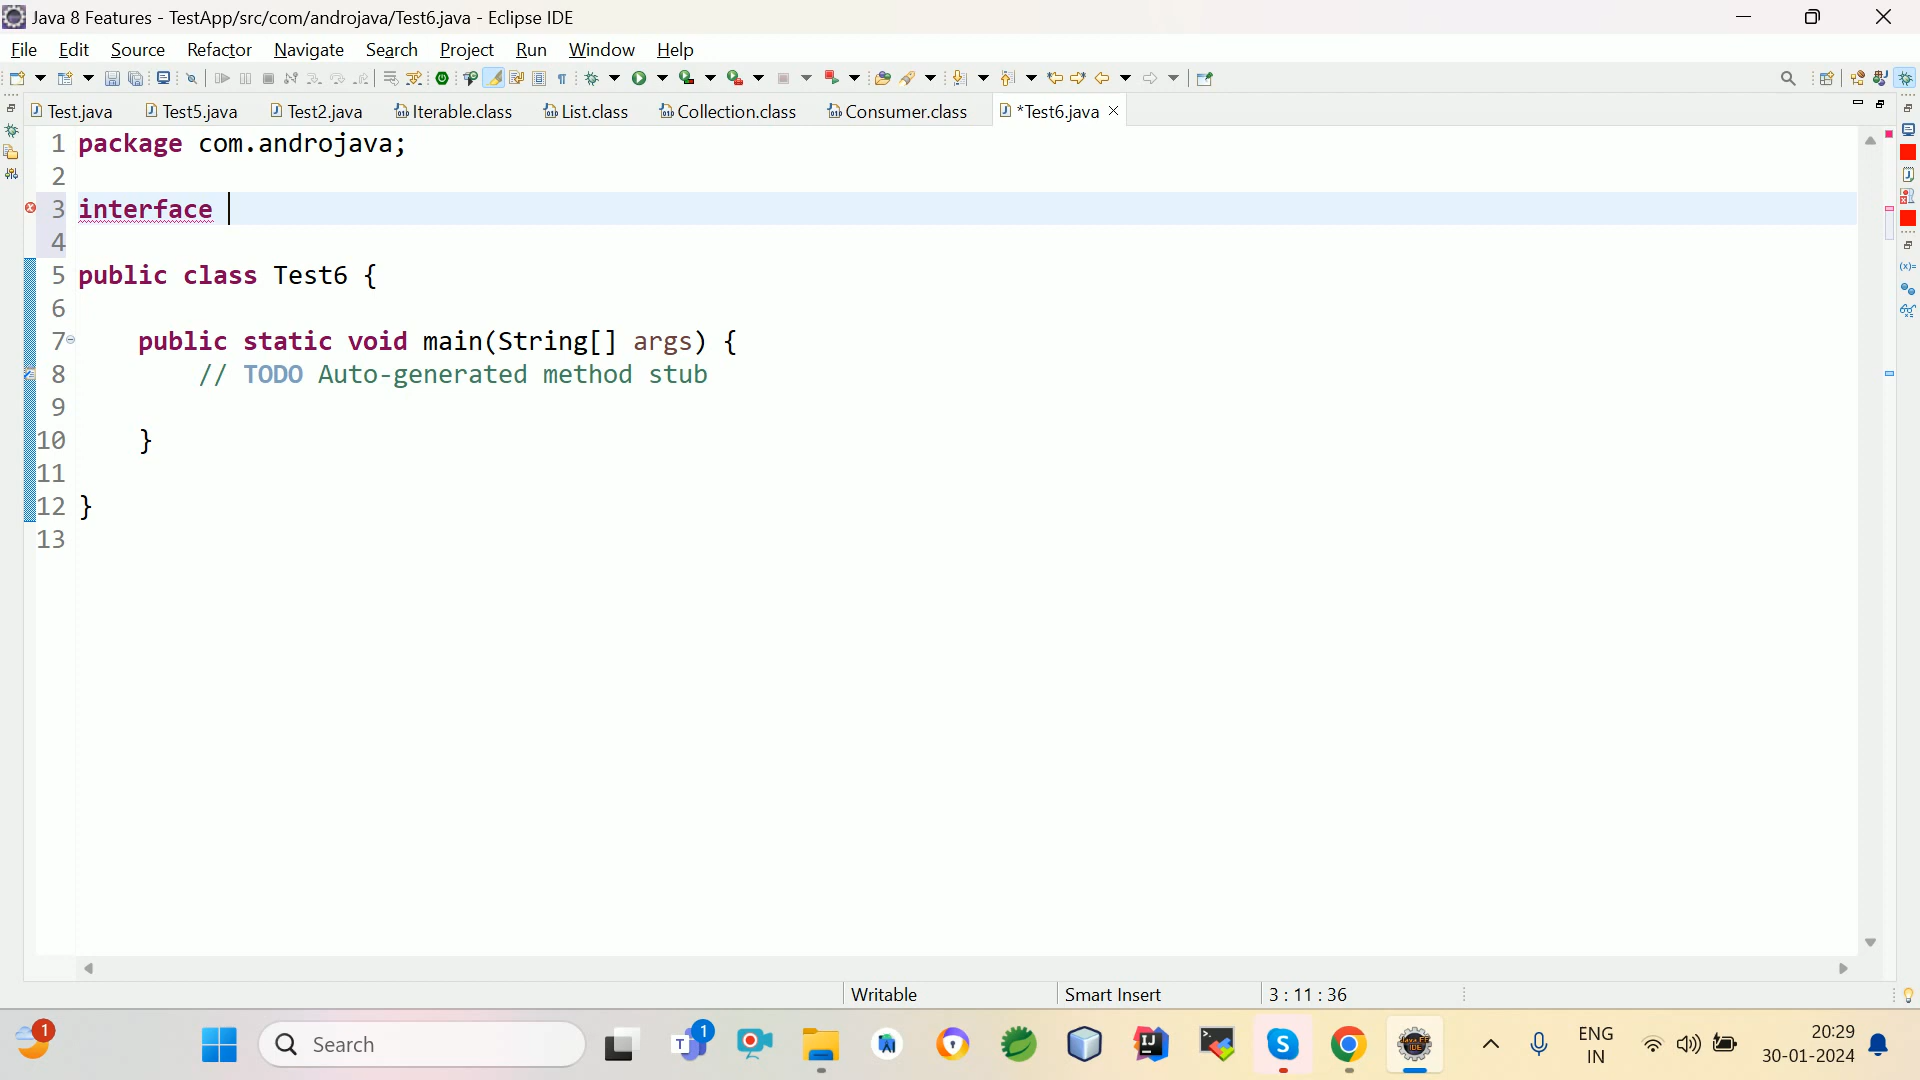 Java 8 Features - TestApp/src/com/androjava/Test6.java - Eclipse IDE
File Edit Source Refactor Navigate Search Project Run Window Help
Test.java Test5.java Test2.java Iterable.class List.class Collection.class Consumer.class *Test6.java
1 package com.androjava;
2
3 interface
4
5 public class Test6 {
6
7 public static void main(String[] args) {
8 // TODO Auto-generated method stub
9
10 }
11
12 }
13
Writable Smart Insert 3 : 11 : 36
1 Search 1 ENG IN 20:29 30-01-2024